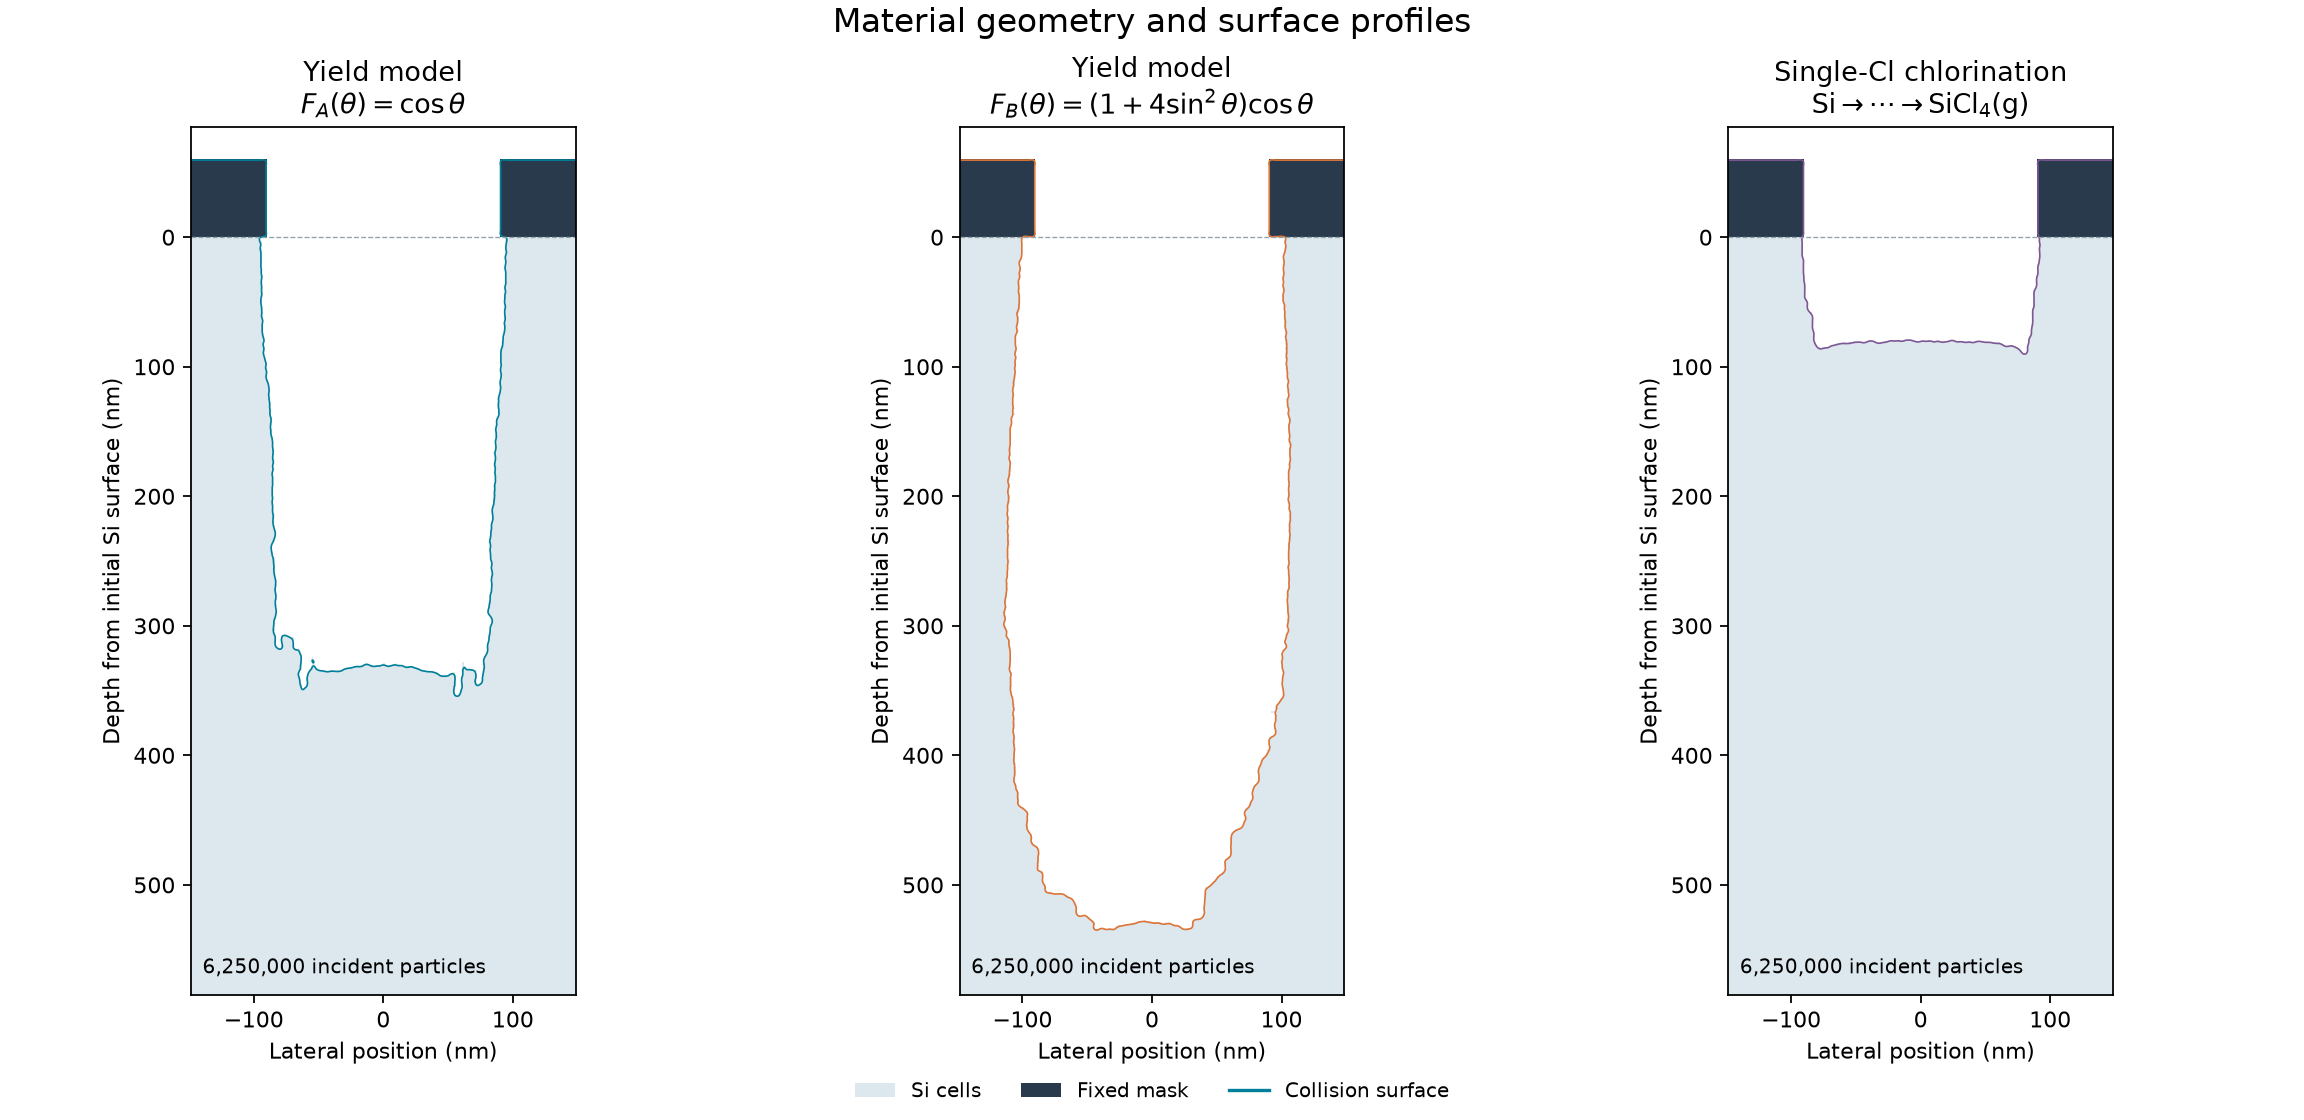 Material geometry and surface profiles
Yield model
F_A(θ) = cos θ
0
100
200
300
400
500
Depth from initial Si surface (nm)
6,250,000 incident particles
−100 0 100
Lateral position (nm)
Yield model
F_B(θ) = (1 + 4sin² θ)cos θ
0
100
200
300
400
500
Depth from initial Si surface (nm)
6,250,000 incident particles
−100 0 100
Lateral position (nm)
Single-Cl chlorination
Si → ⋯ → SiCl₄(g)
0
100
200
300
400
500
Depth from initial Si surface (nm)
6,250,000 incident particles
−100 0 100
Lateral position (nm)
Si cells Fixed mask Collision surface